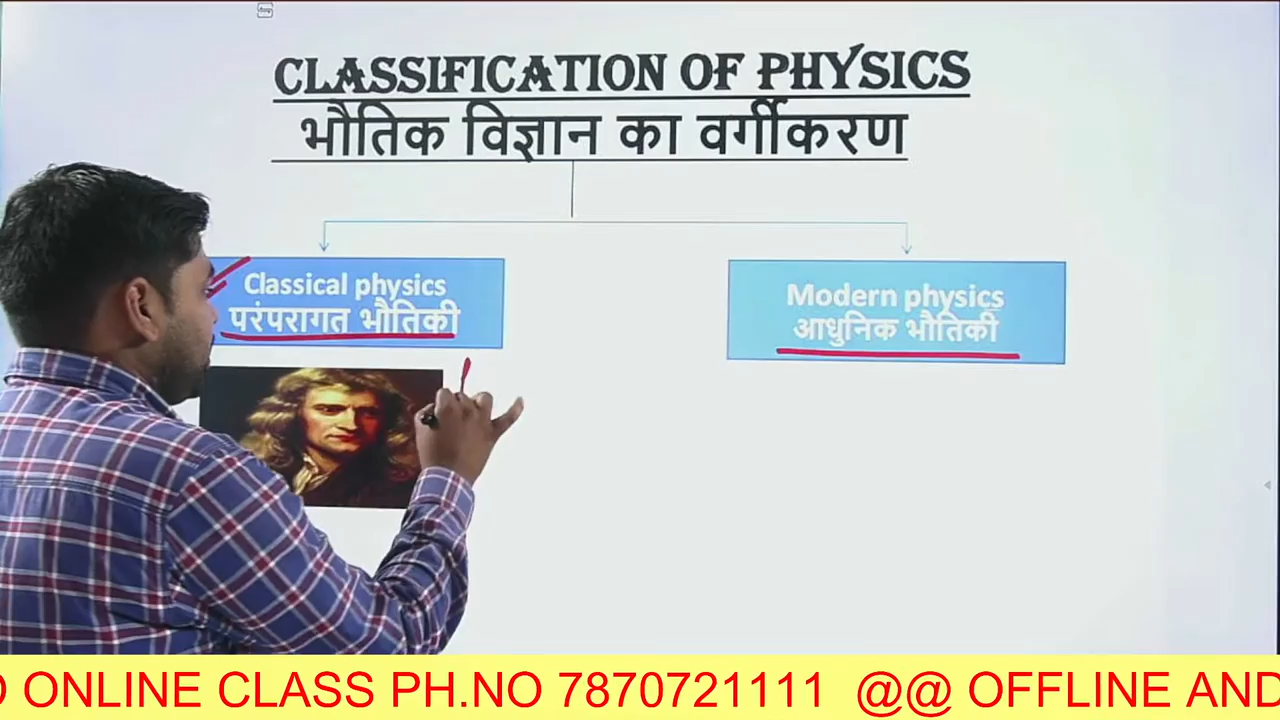 CLASSIFICATION OF PHYSICS
भौतिक विज्ञान का वर्गीकरण
Classical physics
परंपरागत भौतिकी
Modern physics
आधुनिक भौतिकी
ONLINE CLASS PH.NO 7870721111 @@ OFFLINE AND